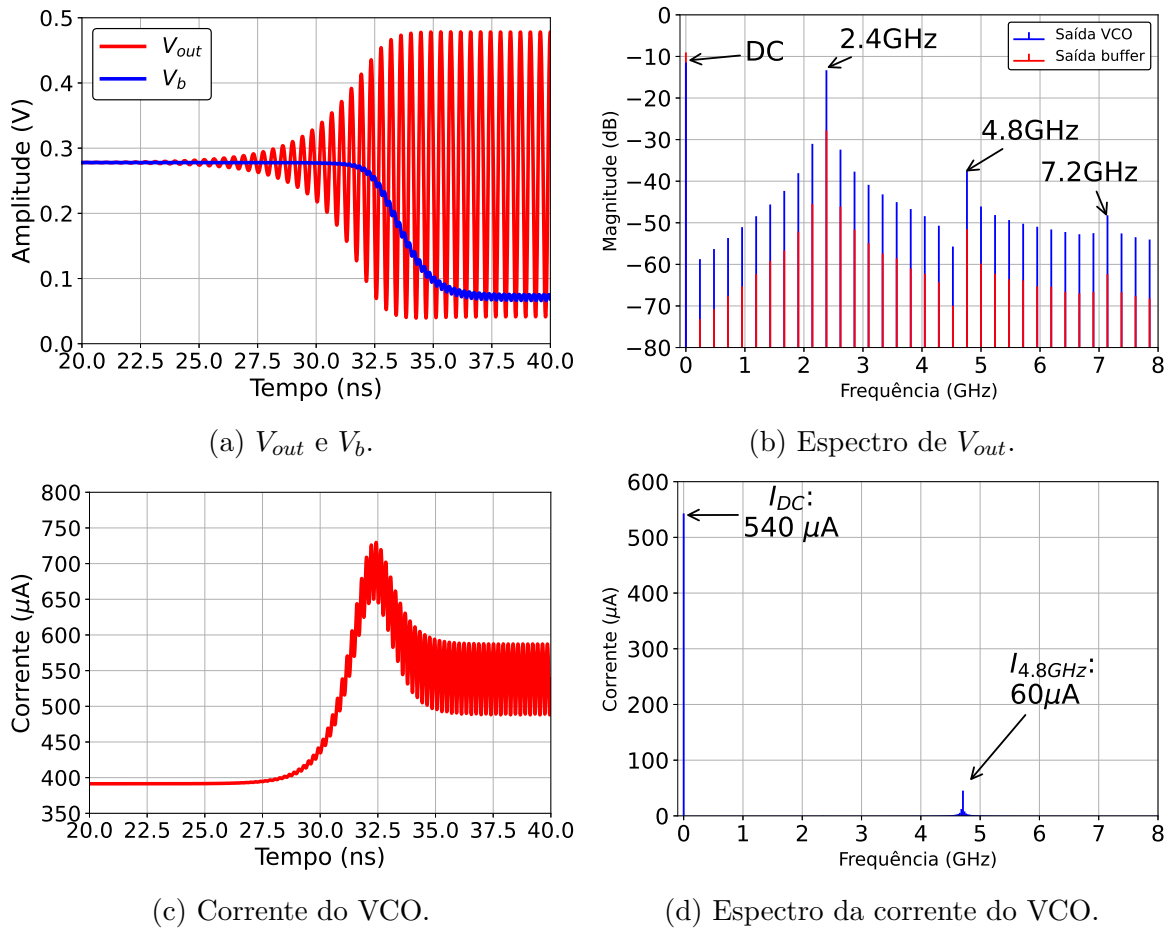 0.5
0.4
0.3
0.2
0.1
0.0
Amplitude (V)
V_out
V_b
20.0 22.5 25.0 27.5 30.0 32.5 35.0 37.5 40.0
Tempo (ns)
(a) V_out e V_b.
0
−10
−20
−30
−40
−50
−60
−70
−80
Magnitude (dB)
DC
2.4GHz
4.8GHz
7.2GHz
Saída VCO
Saída buffer
0 1 2 3 4 5 6 7 8
Frequência (GHz)
(b) Espectro de V_out.
800
750
700
650
600
550
500
450
400
350
Corrente (μA)
20.0 22.5 25.0 27.5 30.0 32.5 35.0 37.5 40.0
Tempo (ns)
(c) Corrente do VCO.
600
500
400
300
200
100
0
Corrente (μA)
I_DC:
540 μA
I_4.8GHz:
60μA
0 1 2 3 4 5 6 7 8
Frequência (GHz)
(d) Espectro da corrente do VCO.